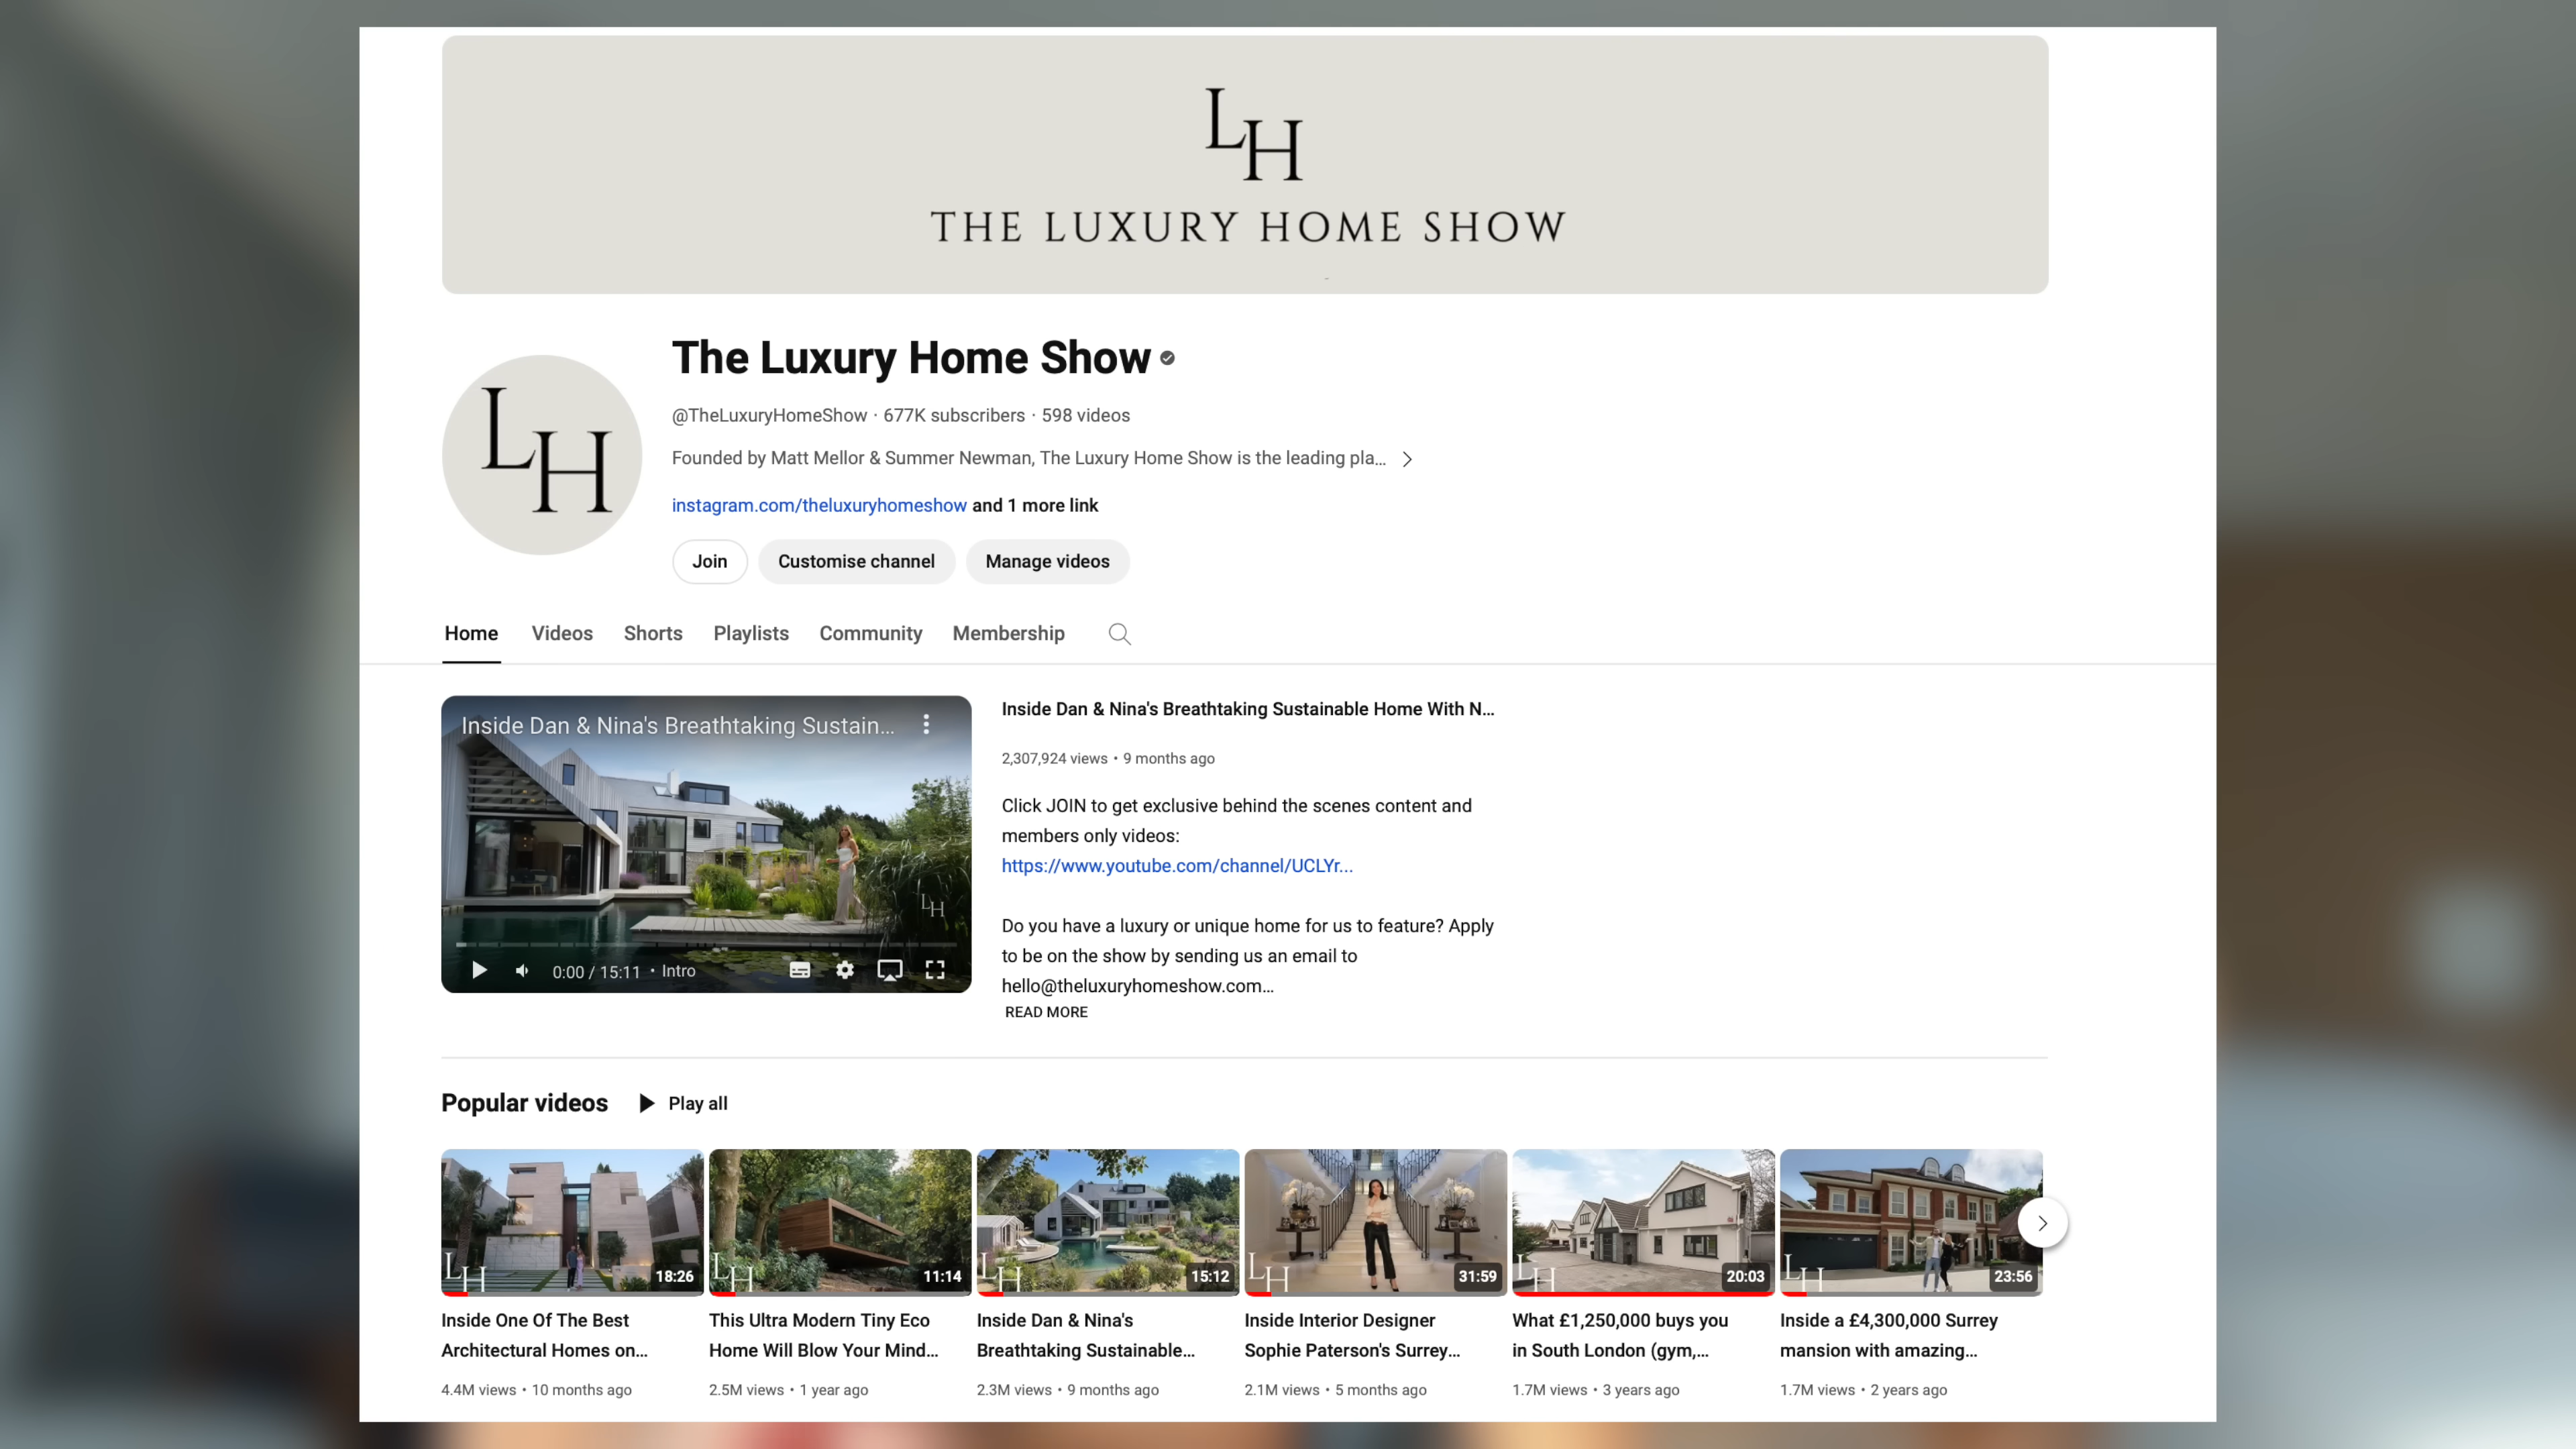 LH
THE LUXURY HOME SHOW
LH
The Luxury Home Show
@TheLuxuryHomeShow · 677K subscribers · 598 videos
Founded by Matt Mellor & Summer Newman, The Luxury Home Show is the leading pla...
instagram.com/theluxuryhomeshow and 1 more link
Join Customise channel Manage videos
Home Videos Shorts Playlists Community Membership
Inside Dan & Nina's Breathtaking Sustain...
LH
0:00 / 15:11 • Intro
Inside Dan & Nina's Breathtaking Sustainable Home With N...
2,307,924 views • 9 months ago
Click JOIN to get exclusive behind the scenes content and
members only videos:
https://www.youtube.com/channel/UCLYr...
Do you have a luxury or unique home for us to feature? Apply
to be on the show by sending us an email to
hello@theluxuryhomeshow.com...
READ MORE
Popular videos Play all
LH 18:26
Inside One Of The Best
Architectural Homes on...
4.4M views • 10 months ago
LH 11:14
This Ultra Modern Tiny Eco
Home Will Blow Your Mind...
2.5M views • 1 year ago
LH 15:12
Inside Dan & Nina's
Breathtaking Sustainable...
2.3M views • 9 months ago
LH 31:59
Inside Interior Designer
Sophie Paterson's Surrey...
2.1M views • 5 months ago
LH 20:03
What £1,250,000 buys you
in South London (gym,...
1.7M views • 3 years ago
LH 23:56
Inside a £4,300,000 Surrey
mansion with amazing...
1.7M views • 2 years ago